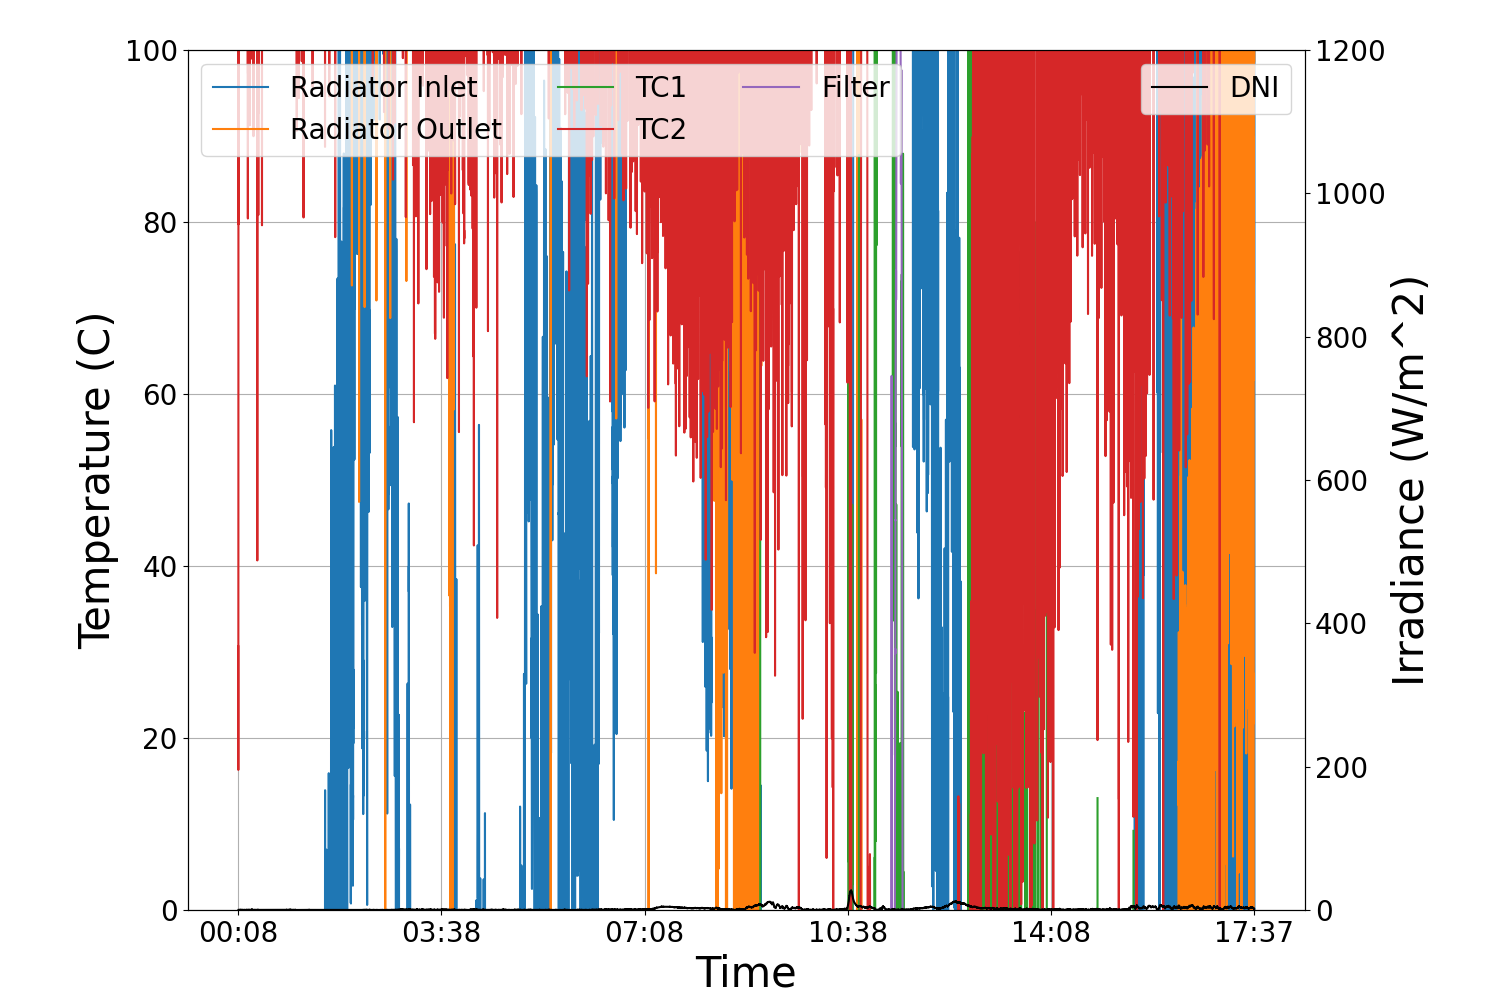 100
80
60
40
20
0
Temperature (C)
Radiator Inlet
Radiator Outlet
TC1
TC2
Filter
DNI
1200
1000
800
600
400
200
0
Irradiance (W/m^2)
00:08
03:38
07:08
10:38
14:08
17:37
Time